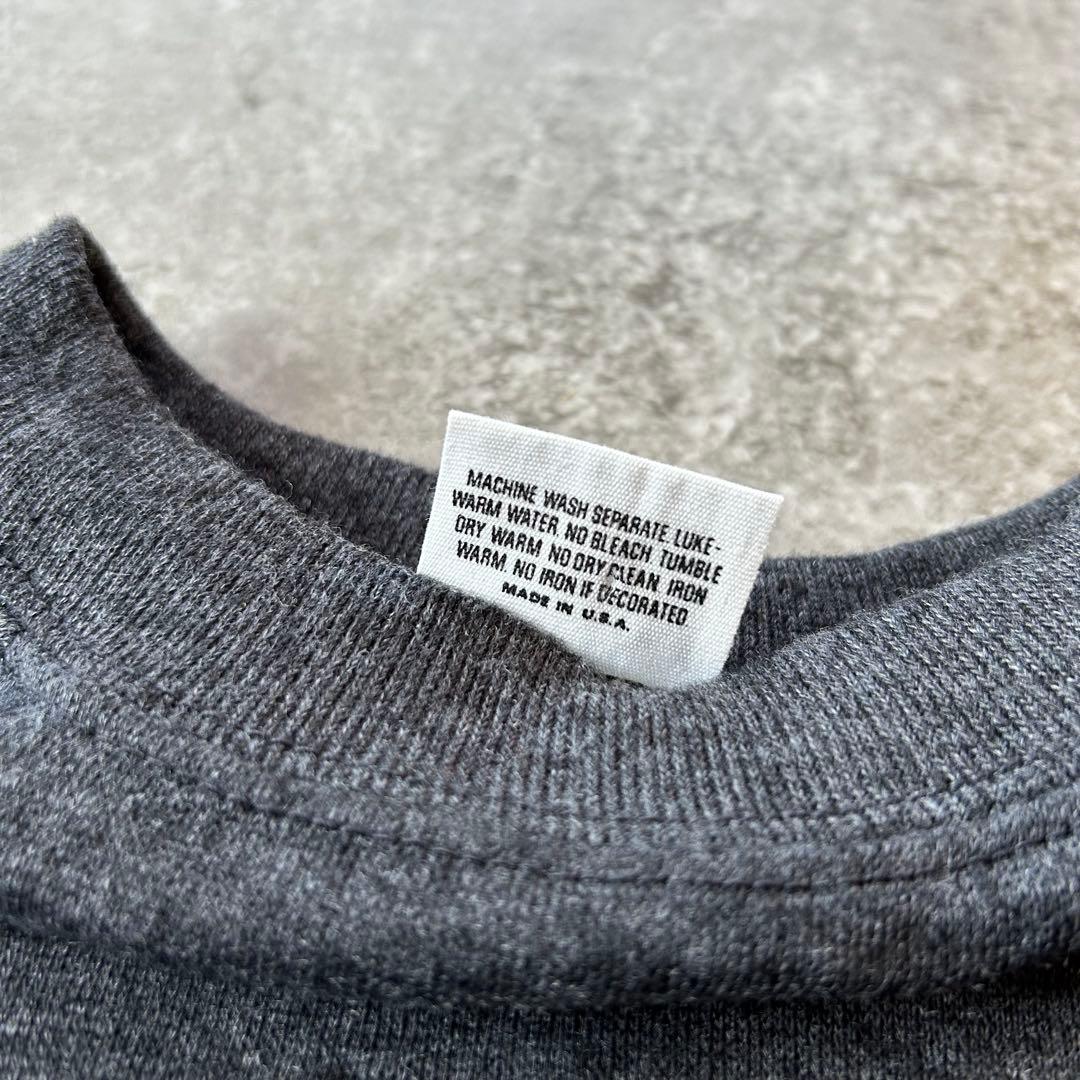 MACHINE WASH SEPARATE LUKE-
WARM WATER NO BLEACH TUMBLE
DRY WARM NO DRY CLEAN IRON
WARM, NO IRON IF DECORATED
MADE IN U.S.A.